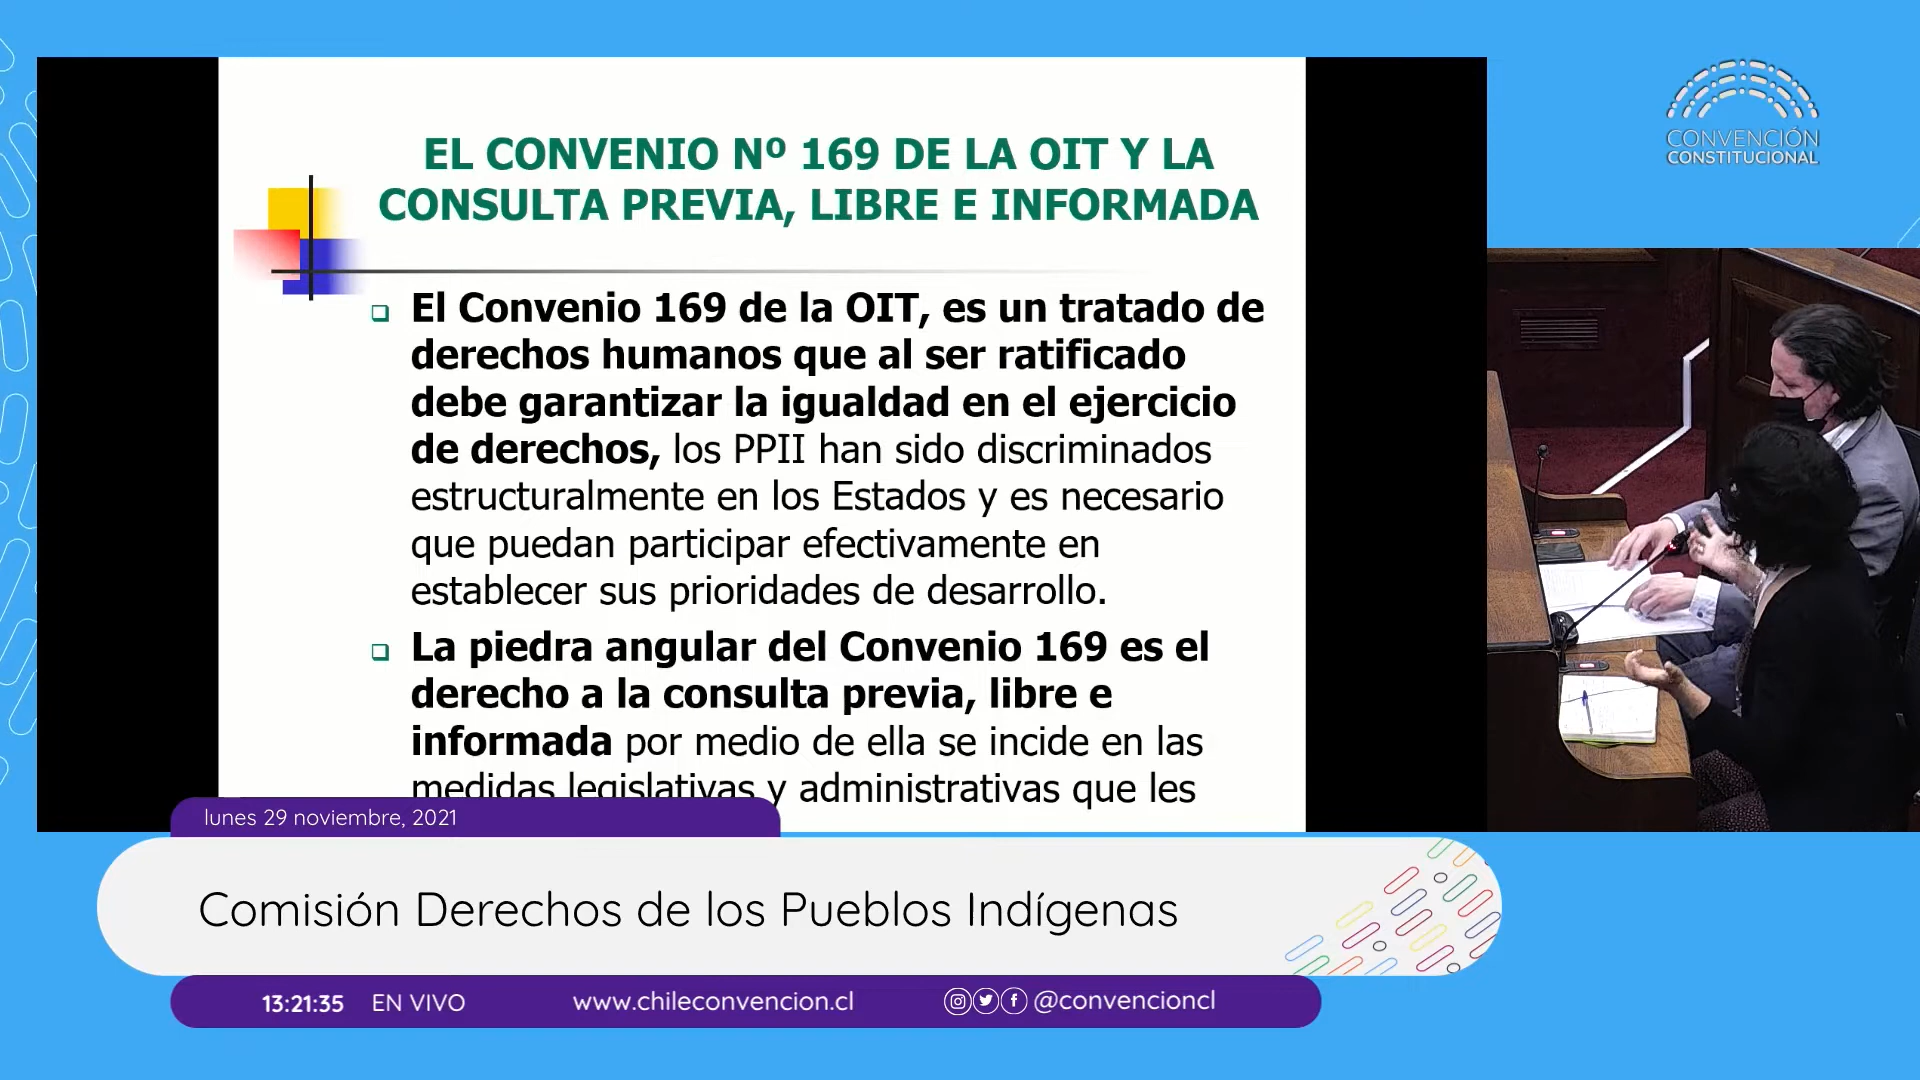 EL CONVENIO Nº 169 DE LA OIT Y LA
CONSULTA PREVIA, LIBRE E INFORMADA
El Convenio 169 de la OIT, es un tratado de
derechos humanos que al ser ratificado
debe garantizar la igualdad en el ejercicio
de derechos, los PPII han sido discriminados
estructuralmente en los Estados y es necesario
que puedan participar efectivamente en
establecer sus prioridades de desarrollo.
La piedra angular del Convenio 169 es el
derecho a la consulta previa, libre e
informada por medio de ella se incide en las
medidas legislativas y administrativas que les
CONVENCIÓN
CONSTITUCIONAL
lunes 29 noviembre, 2021
Comisión Derechos de los Pueblos Indígenas
13:21:35 EN VIVO www.chileconvencion.cl @convencioncl